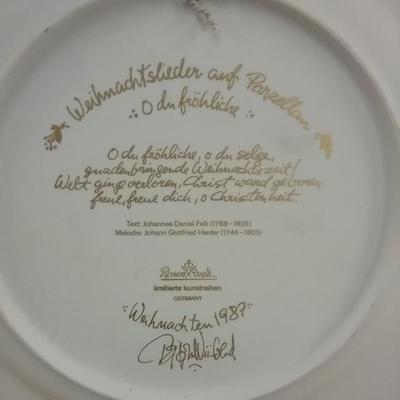 Weihnachtslieder auf Porzellan
O du fröhliche
O du fröhliche, o du selige,
gnadenbringende Weihnachtszeit!
Welt ging verloren, Christ ward geboren
freue, freue dich, o Christenheit.
Text: Johannes Daniel Falk (1768–1826)
Melodie: Johann Gottfried Herder (1744–1803)
Rosenthal
limitierte kunstreihen
GERMANY
Weihnachten 1987
Björn Wiinblad